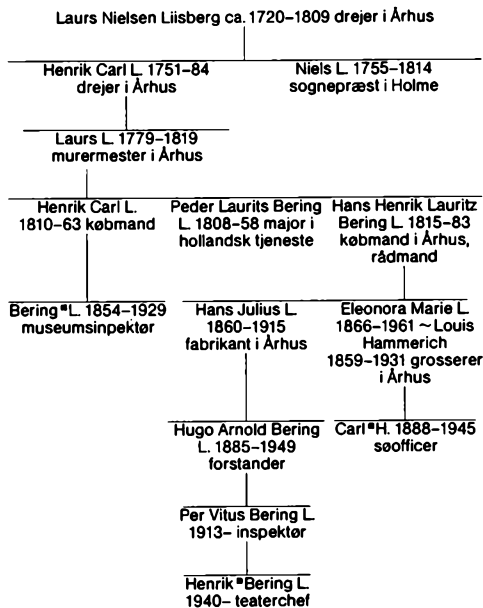 Laurs Nielsen Liisberg ca. 1720–1809 drejer i Århus
Henrik Carl L. 1751–84
drejer i Århus
Niels L. 1755–1814
sognepræst i Holme
Laurs L. 1779–1819
murermester i Århus
Henrik Carl L.
1810–63 købmand
Peder Laurits Bering
L. 1808–58 major i
hollandsk tjeneste
Hans Henrik Lauritz
Bering L. 1815–83
købmand i Århus,
rådmand
Bering*L. 1854–1929
museumsinpektør
Hans Julius L.
1860–1915
fabrikant i Århus
Eleonora Marie L.
1866–1961 ~ Louis
Hammerich
1859–1931 grosserer
i Århus
Hugo Arnold Bering
L. 1885–1949
forstander
Carl*H. 1888–1945
søofficer
Per Vitus Bering L.
1913– inspektør
Henrik*Bering L.
1940– teaterchef